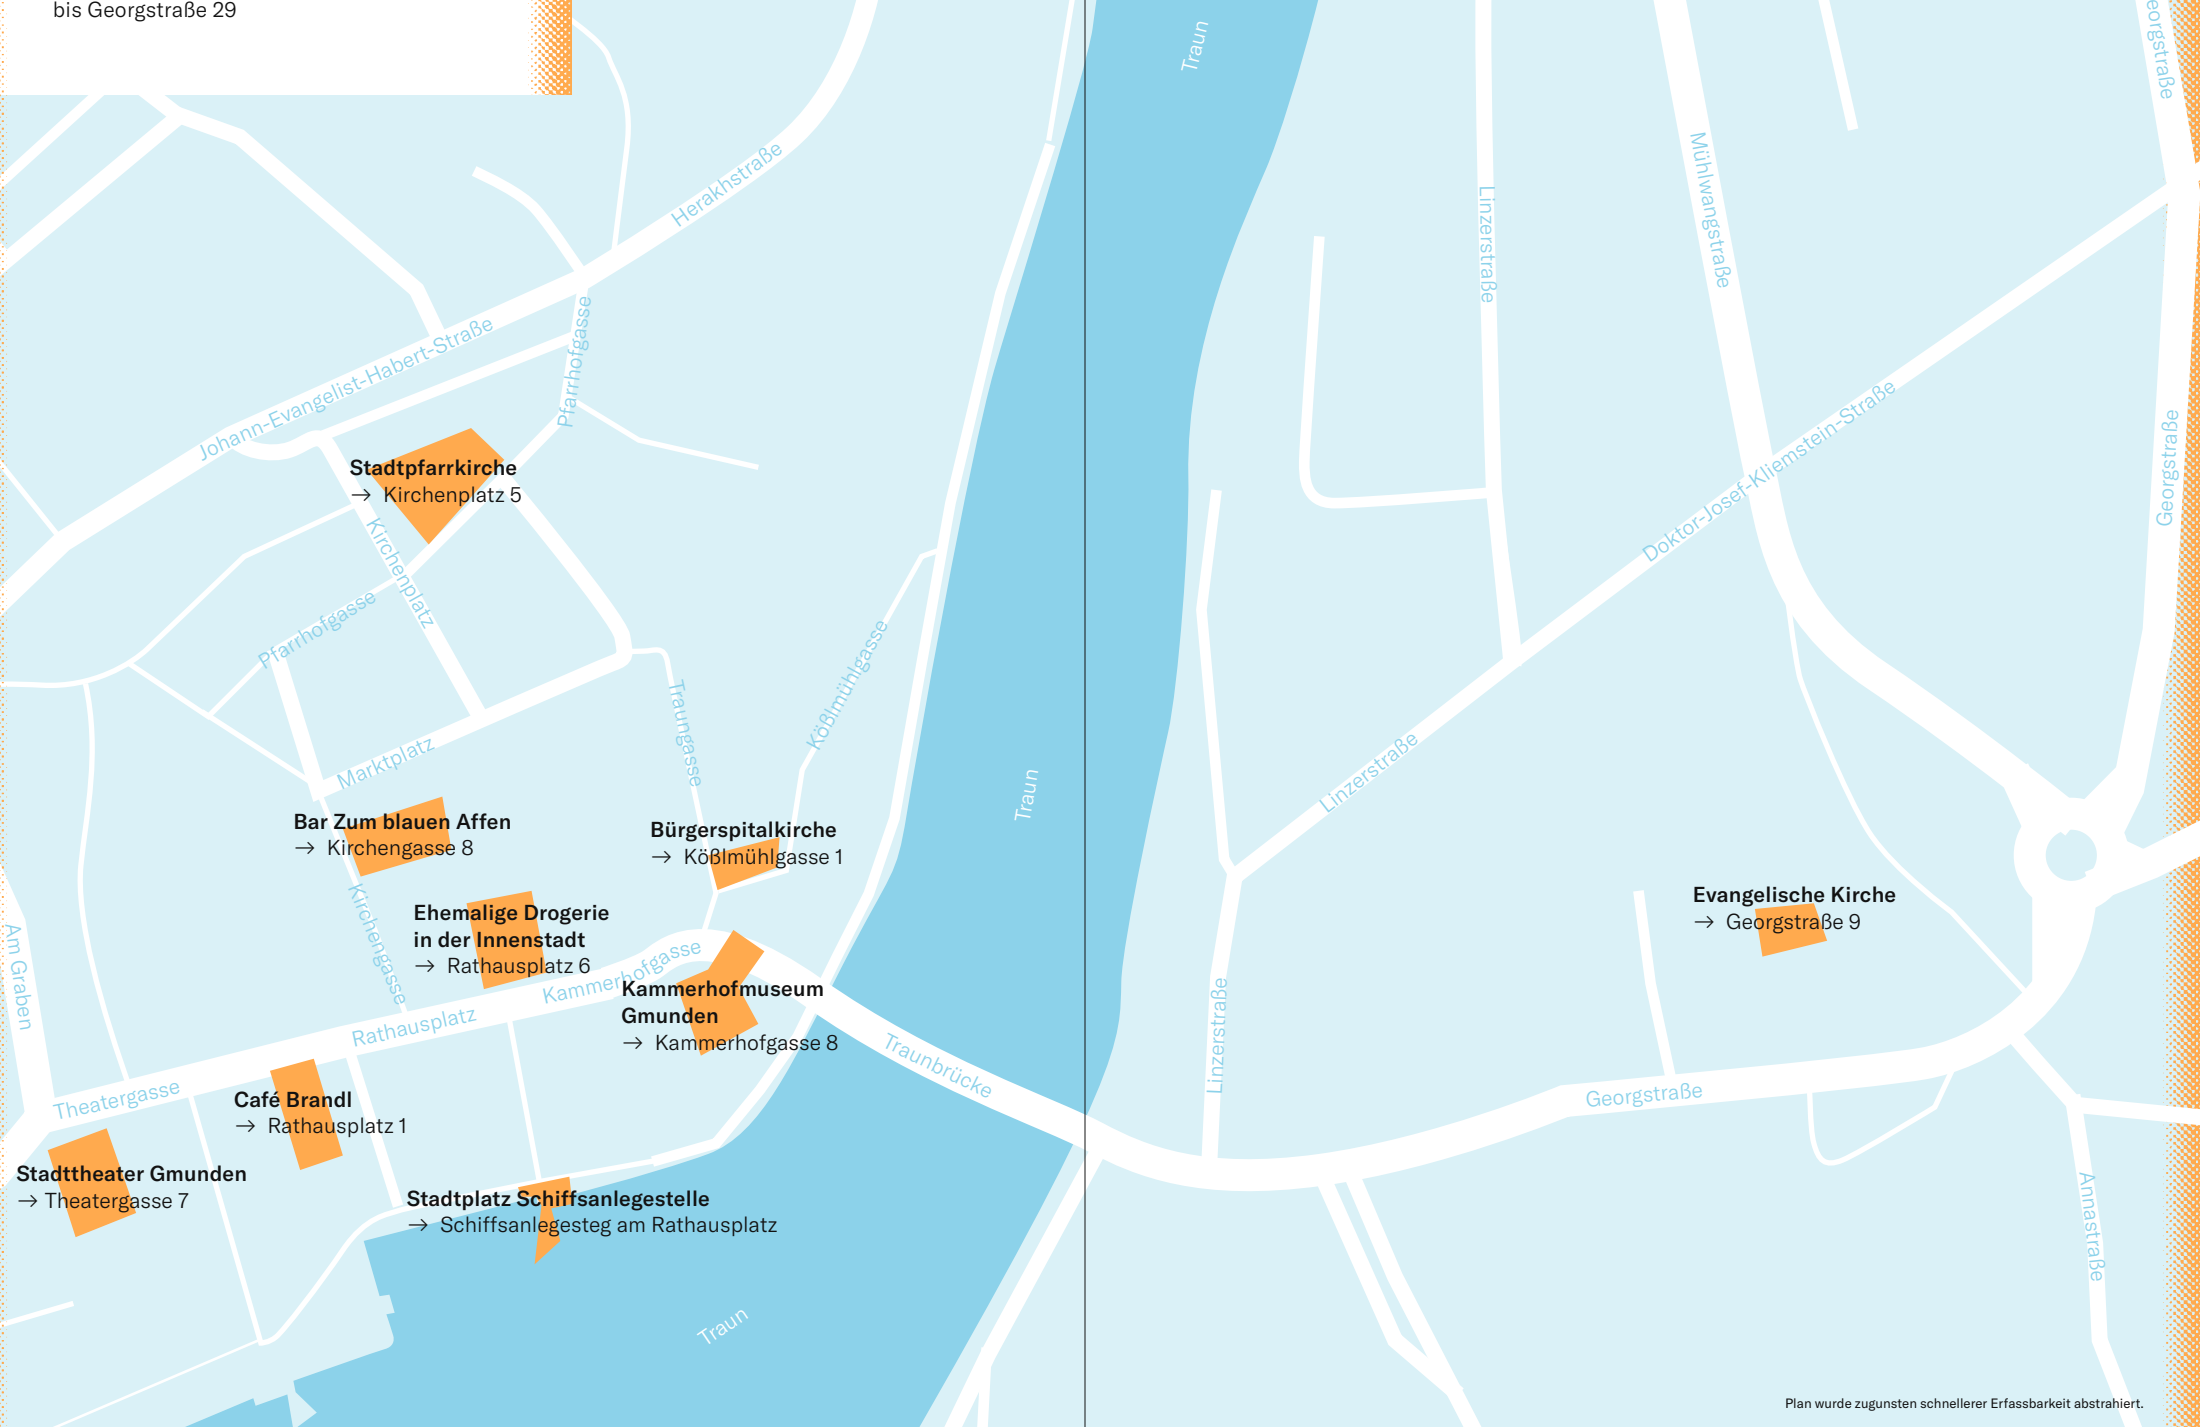 bis Georgstraße 29
Traun
eorgstraße
Herakhstraße
Mühlwangstraße
Linzerstraße
Pfarrhofgasse
Johann-Evangelist-Habert-Straße
Doktor-Josef-Kliemstein-Straße
Georgstraße
Stadtpfarrkirche
→ Kirchenplatz 5
Kirchenplatz
Pfarrhofgasse
Kößlmühlgasse
Traungasse
Marktplatz
Linzerstraße
Traun
Bar Zum blauen Affen
→ Kirchengasse 8
Bürgerspitalkirche
→ Kößlmühlgasse 1
Kirchengasse
Ehemalige Drogerie
in der Innenstadt
→ Rathausplatz 6
Evangelische Kirche
→ Georgstraße 9
Am Graben
Kammerhofgasse
Kammerhofmuseum
Gmunden
→ Kammerhofgasse 8
Rathausplatz
Linzerstraße
Traunbrücke
Theatergasse
Georgstraße
Café Brandl
→ Rathausplatz 1
Stadttheater Gmunden
→ Theatergasse 7
Stadtplatz Schiffsanlegestelle
→ Schiffsanlegesteg am Rathausplatz
Annastraße
Traun
Plan wurde zugunsten schnellerer Erfassbarkeit abstrahiert.